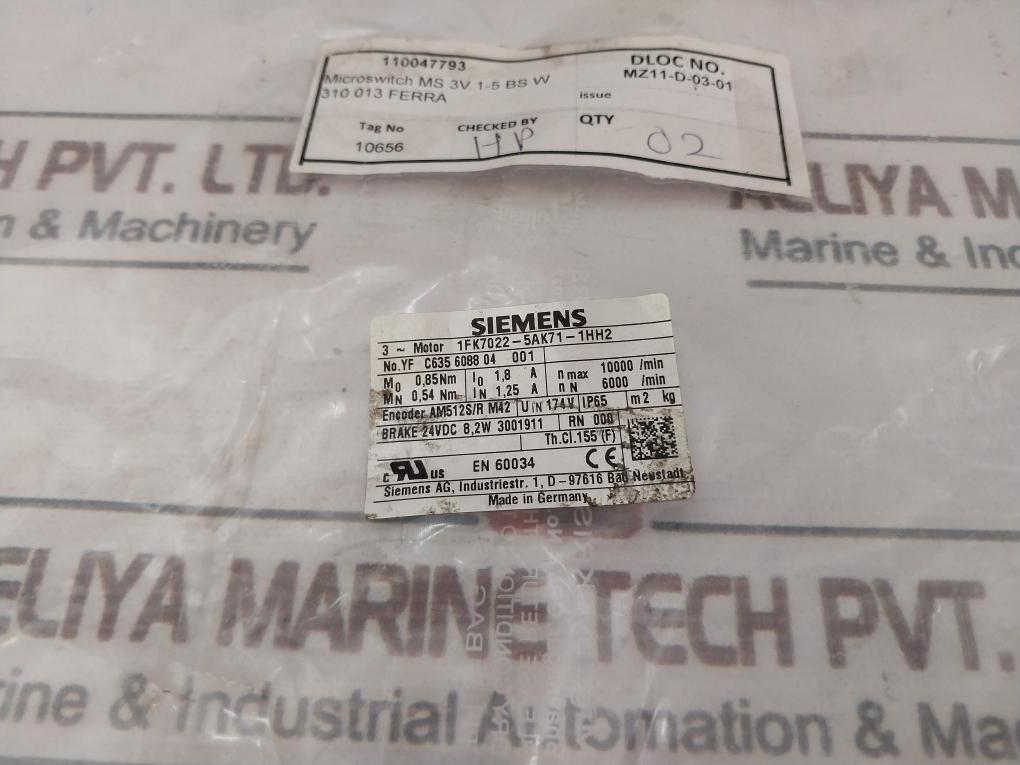 110047793
Microswitch MS 3V 1-5 BS W
310 013 FERRA
Tag No
10656
CHECKED BY
HP
DLOC NO.
MZ11-D-03-01
issue
QTY
02
H PVT. LTD.
& Machinery
AELIYA M
Marine & Ind
SIEMENS
3 ~ Motor 1FK7022-5AK71-1HH2
No.YF C635 6088 04 001
M0 0,85Nm I0 1,8 A n max 10000 /min
MN 0,54 Nm IN 1,25 A n N 6000 /min
Encoder AM512S/R M42 UIN 174V IP65 m2 kg
BRAKE 24VDC 8,2W 3001911 RN 000
Th.Cl.155 (F)
c RU us EN 60034 CE
Siemens AG, Industriestr. 1, D-97616 Bad Neustadt
Made in Germany
ELIYA MARINE TECH PVT.
rine & Industrial Automation & Ma